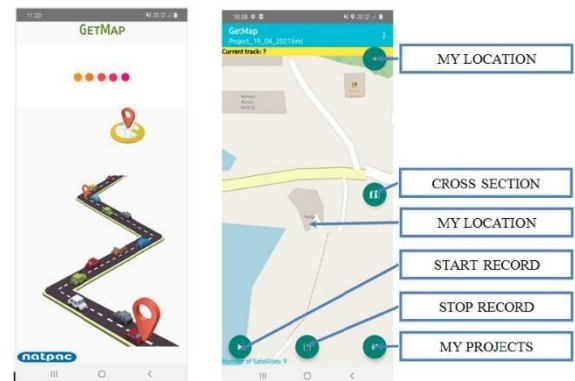 11:20
GETMAP
natpac
10:28
GetMap
Project_19_04_2021.kml
Current track: ?
Number of Satellites: 9
MY LOCATION
CROSS SECTION
MY LOCATION
START RECORD
STOP RECORD
MY PROJECTS